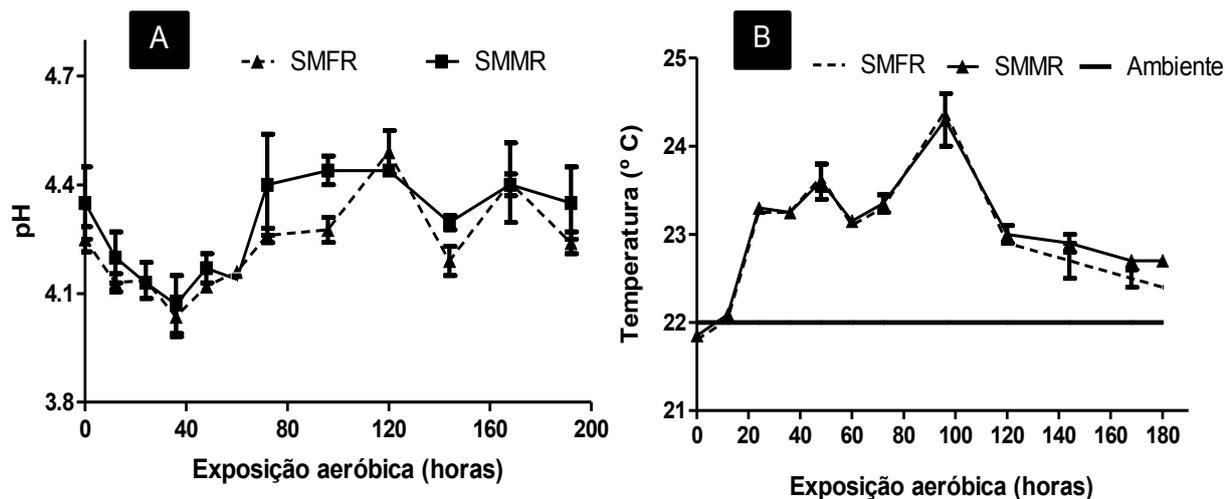 A
SMFR
SMMR
pH
4.7
4.4
4.1
3.8
0
40
80
120
160
200
Exposição aeróbica (horas)
B
SMFR
SMMR
Ambiente
Temperatura (º C)
25
24
23
22
21
0
20
40
60
80
100
120
140
160
180
Exposição aeróbica (horas)